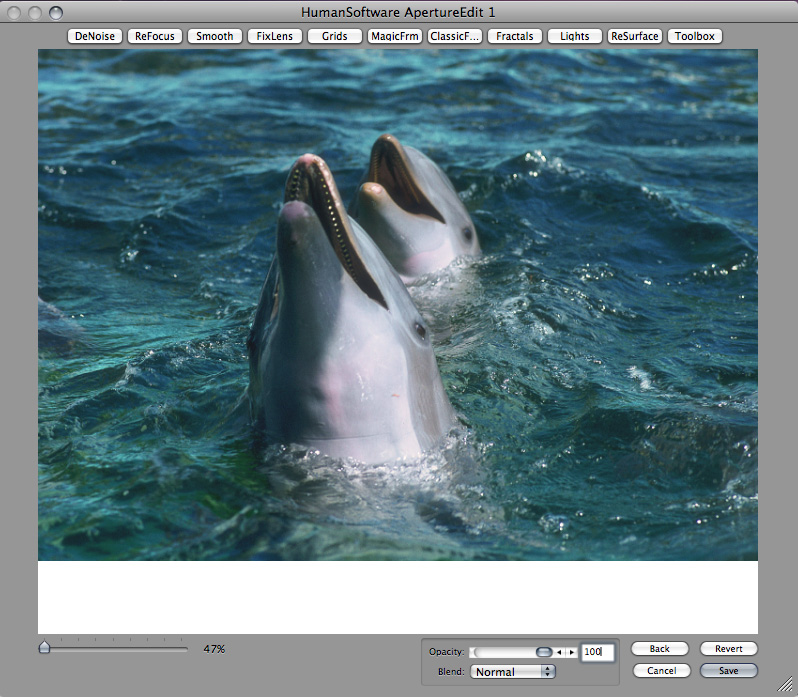 HumanSoftware ApertureEdit 1
DeNoise ReFocus Smooth FixLens Grids MagicFrm ClassicF... Fractals Lights ReSurface Toolbox
47% Opacity: 100 Back Revert
Blend: Normal Cancel Save